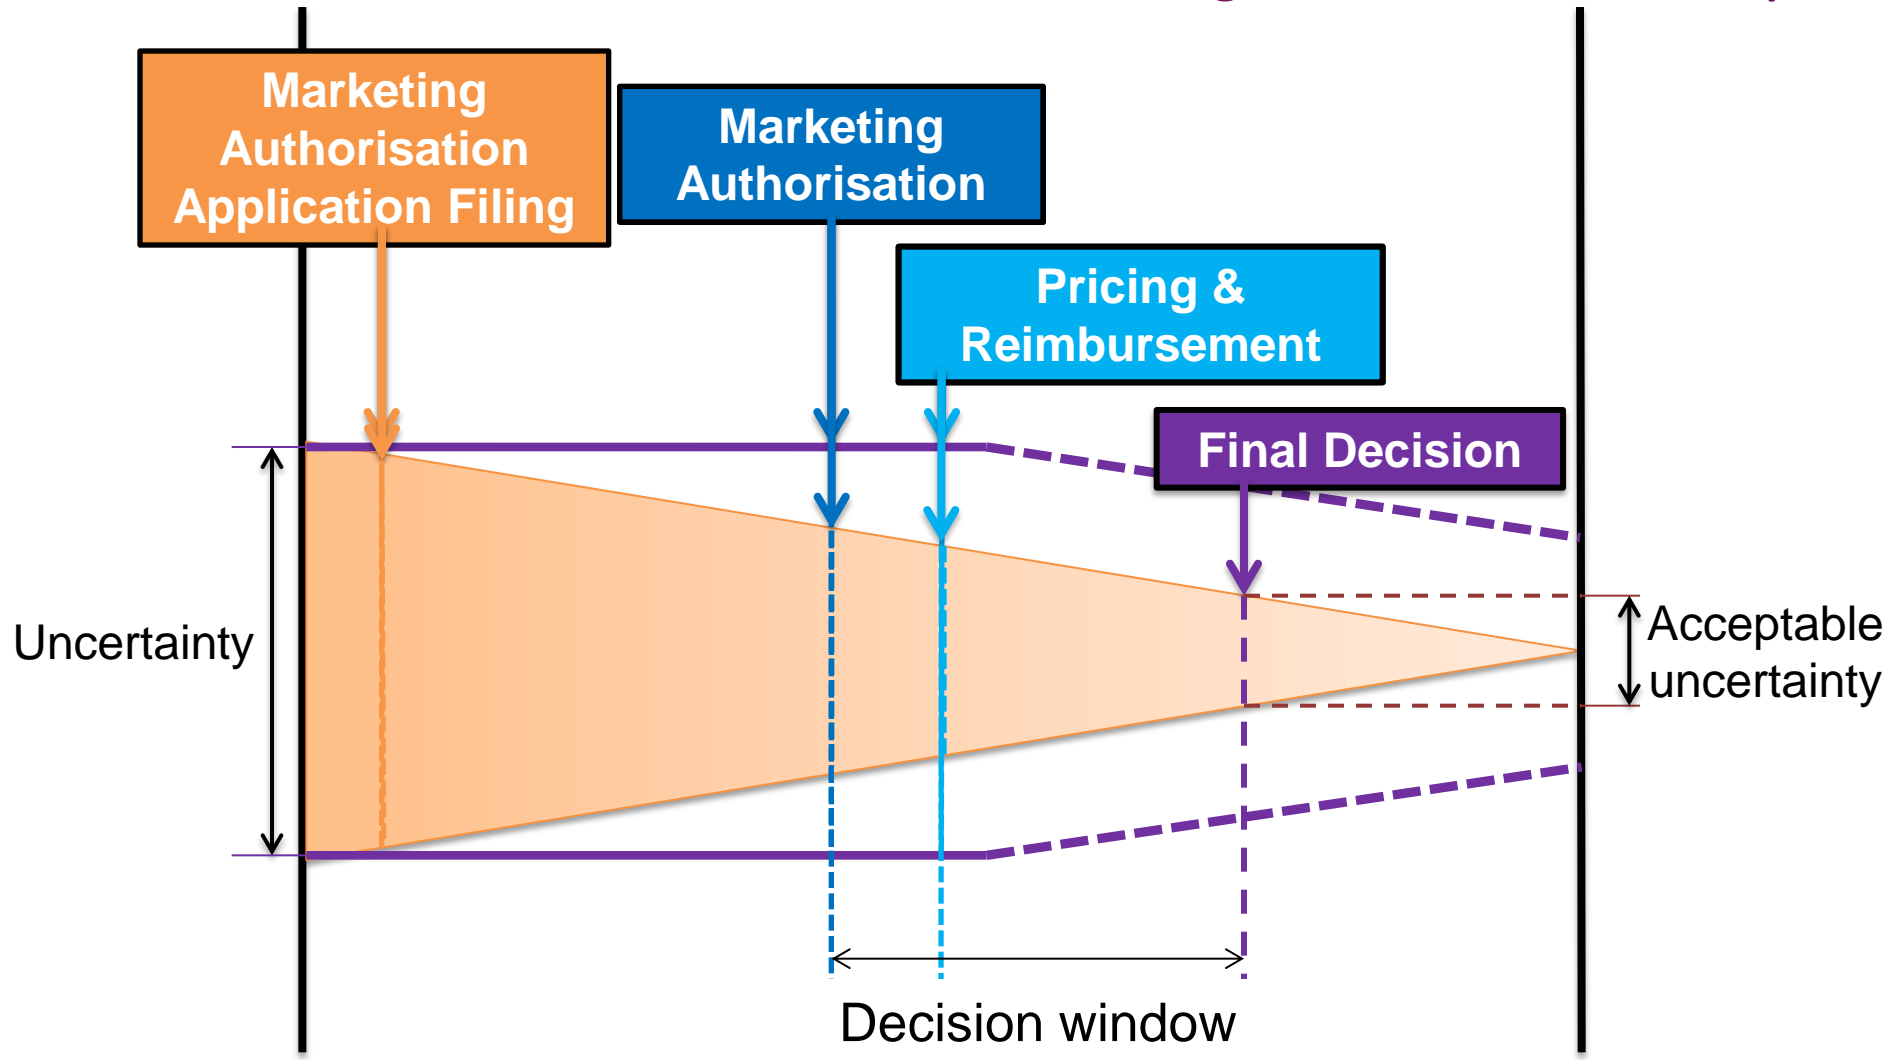 Marketing
Authorisation
Application Filing
Marketing
Authorisation
Pricing &
Reimbursement
Final Decision
Uncertainty
Acceptable
uncertainty
Decision window